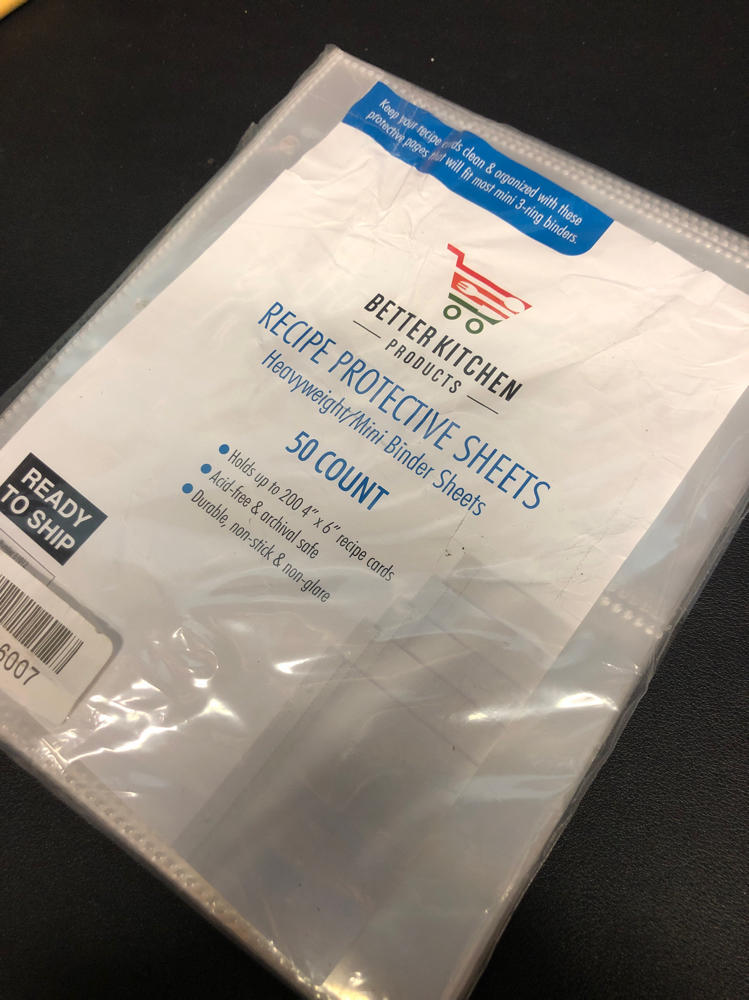 Keep your recipe cards clean & organized with these
protective pages that will fit most mini 3-ring binders.
BETTER KITCHEN
PRODUCTS
RECIPE PROTECTIVE SHEETS
Heavyweight/Mini Binder Sheets
50 COUNT
Holds up to 200 4" x 6" recipe cards
Acid-free & archival safe
Durable, non-stick & non-glare
READY
TO SHIP
6007